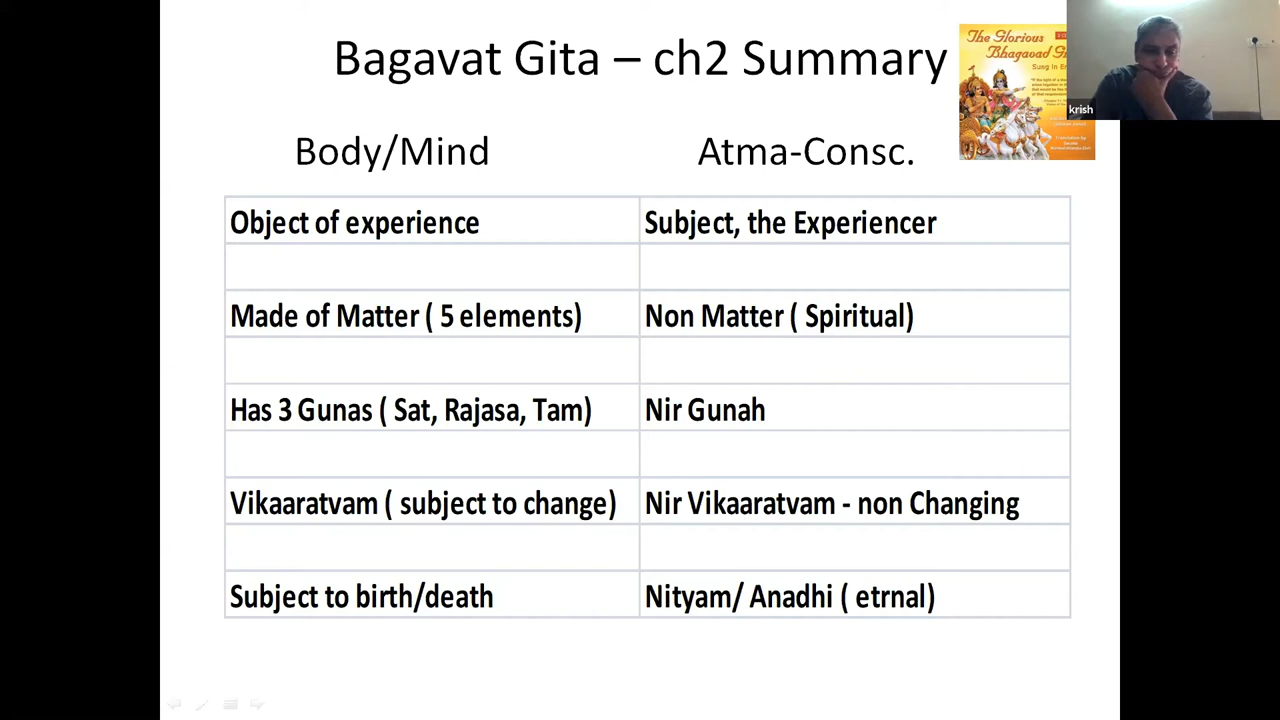 Bagavat Gita – ch2 Summary
The Glorious
Bhagavad
Sung in
krish
Body/Mind
Atma-Consc.
Object of experience
Subject, the Experiencer
Made of Matter ( 5 elements)
Non Matter ( Spiritual)
Has 3 Gunas ( Sat, Rajasa, Tam)
Nir Gunah
Vikaaratvam ( subject to change)
Nir Vikaaratvam - non Changing
Subject to birth/death
Nityam/ Anadhi ( etrnal)